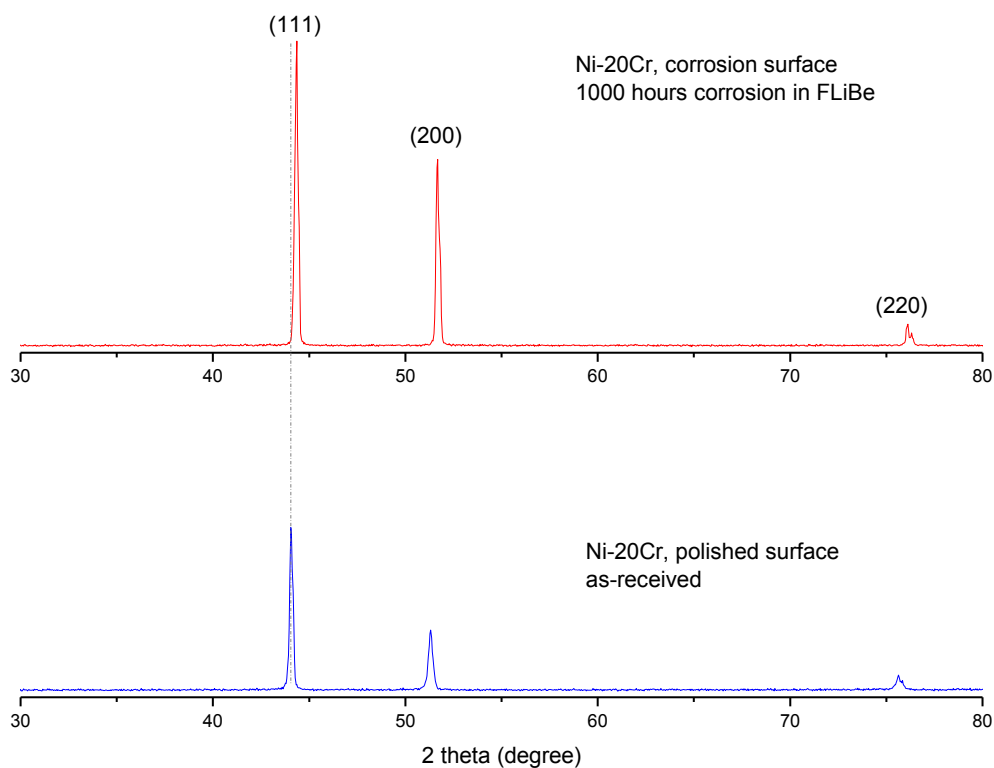 (111)
Ni-20Cr, corrosion surface
1000 hours corrosion in FLiBe
(200)
(220)
30 40 50 60 70 80
Ni-20Cr, polished surface
as-received
30 40 50 60 70 80
2 theta (degree)